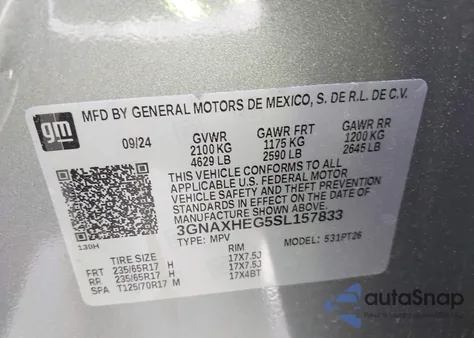 gm
MFD BY GENERAL MOTORS DE MEXICO, S. DE R.L. DE C.V.
09/24 GVWR GAWR FRT GAWR RR
2100 KG 1175 KG 1200 KG
4629 LB 2590 LB 2645 LB
THIS VEHICLE CONFORMS TO ALL
APPLICABLE U.S. FEDERAL MOTOR
VEHICLE SAFETY AND THEFT PREVENTION
STANDARDS IN EFFECT ON THE DATE OF
MANUFACTURE SHOWN ABOVE.
3GNAXHEG5SL157833
TYPE: MPV MODEL: 531PT26
139H
TIRE SIZE RIM
FRT 235/65R17 H 17X7.5J
RR 235/65R17 H 17X7.5J
SPA T125/70R17 M 17X4BT
autoSnap